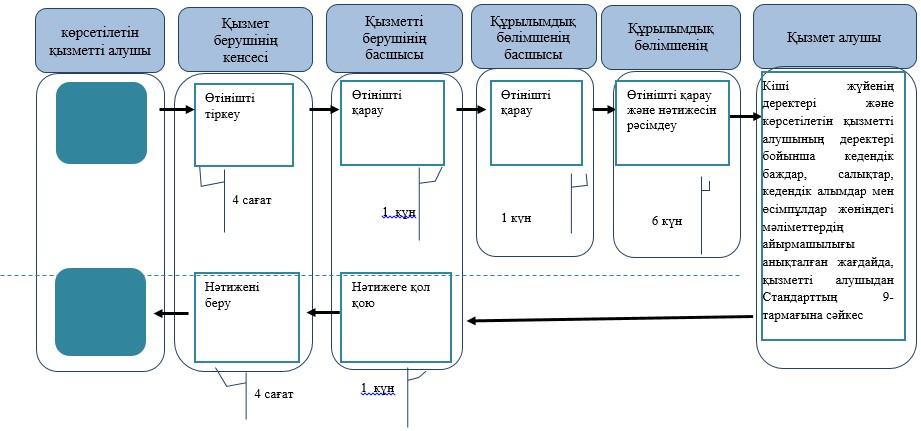 көрсетілетін
қызметті алушы
Қызмет
берушінің
кеңсесі
Қызметті
берушінің
басшысы
Құрылымдық
бөлімшенің
басшысы
Құрылымдық
бөлімшенің
Қызмет алушы
Өтінішті
тіркеу
4 сағат
Өтінішті
қарау
1 күн
Өтінішті
қарау
1 күн
Өтінішті қарау
және нәтижесін
рәсімдеу
6 күн
Кіші жүйенің
деректері және
көрсетілетін қызметті
алушының деректері
бойынша кедендік
баждар, салықтар,
кедендік алымдар мен
өсімпұлдар жөніндегі
мәліметтердің
айырмашылығы
анықталған жағдайда,
қызметті алушыдан
Стандарттың 9-
тармағына сәйкес
Нәтижені
беру
4 сағат
Нәтижеге қол
қою
1 күн